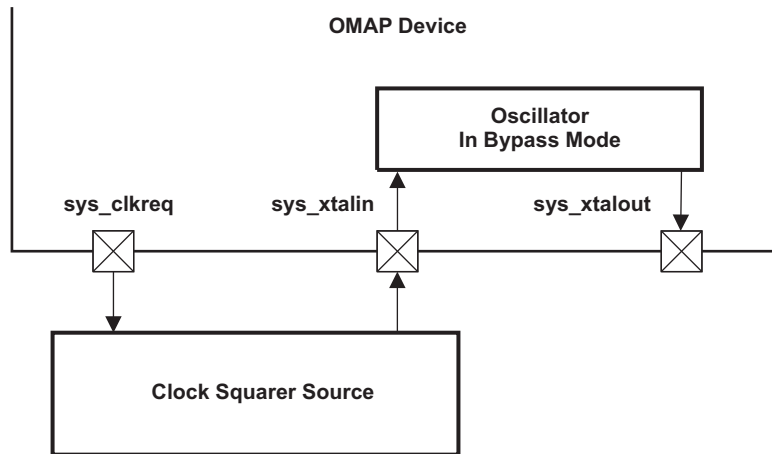 OMAP Device
Oscillator
In Bypass Mode
sys_clkreq
sys_xtalin
sys_xtalout
Clock Squarer Source